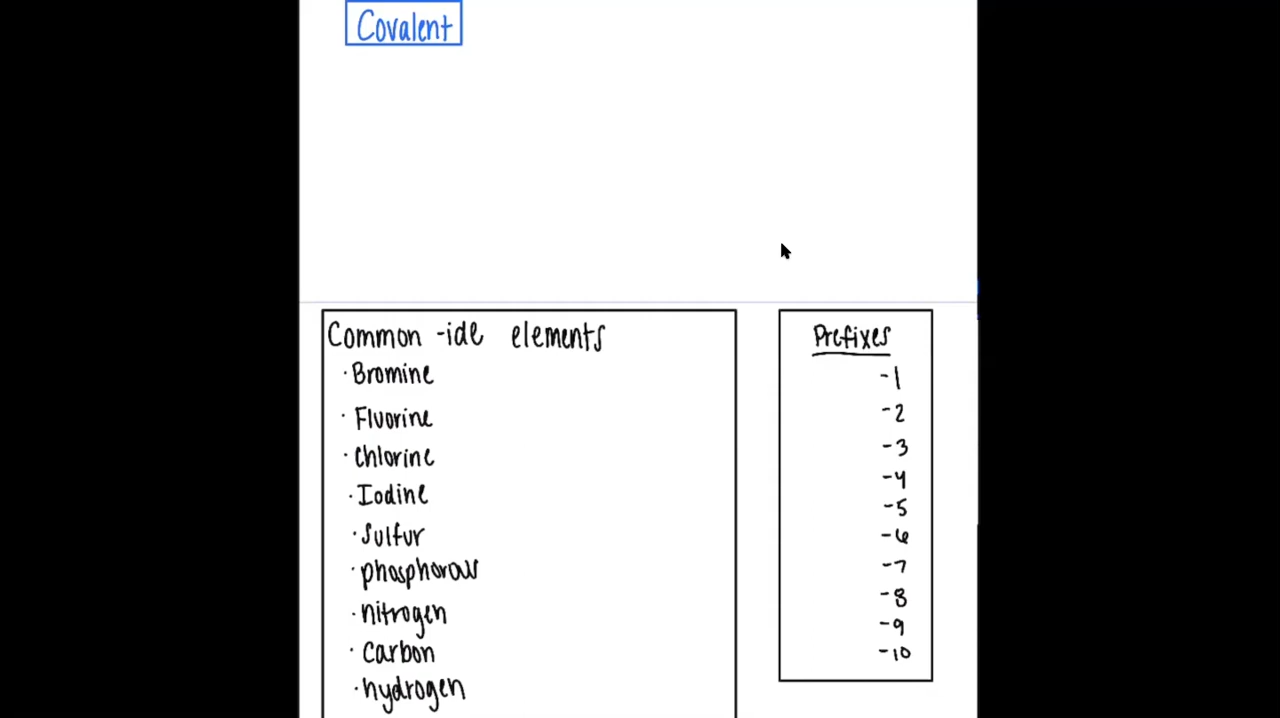 Covalent
Common -ide elements
· Bromine
· Fluorine
· Chlorine
· Iodine
· Sulfur
· phosphorous
· nitrogen
· Carbon
· hydrogen
Prefixes
-1
-2
-3
-4
-5
-6
-7
-8
-9
-10